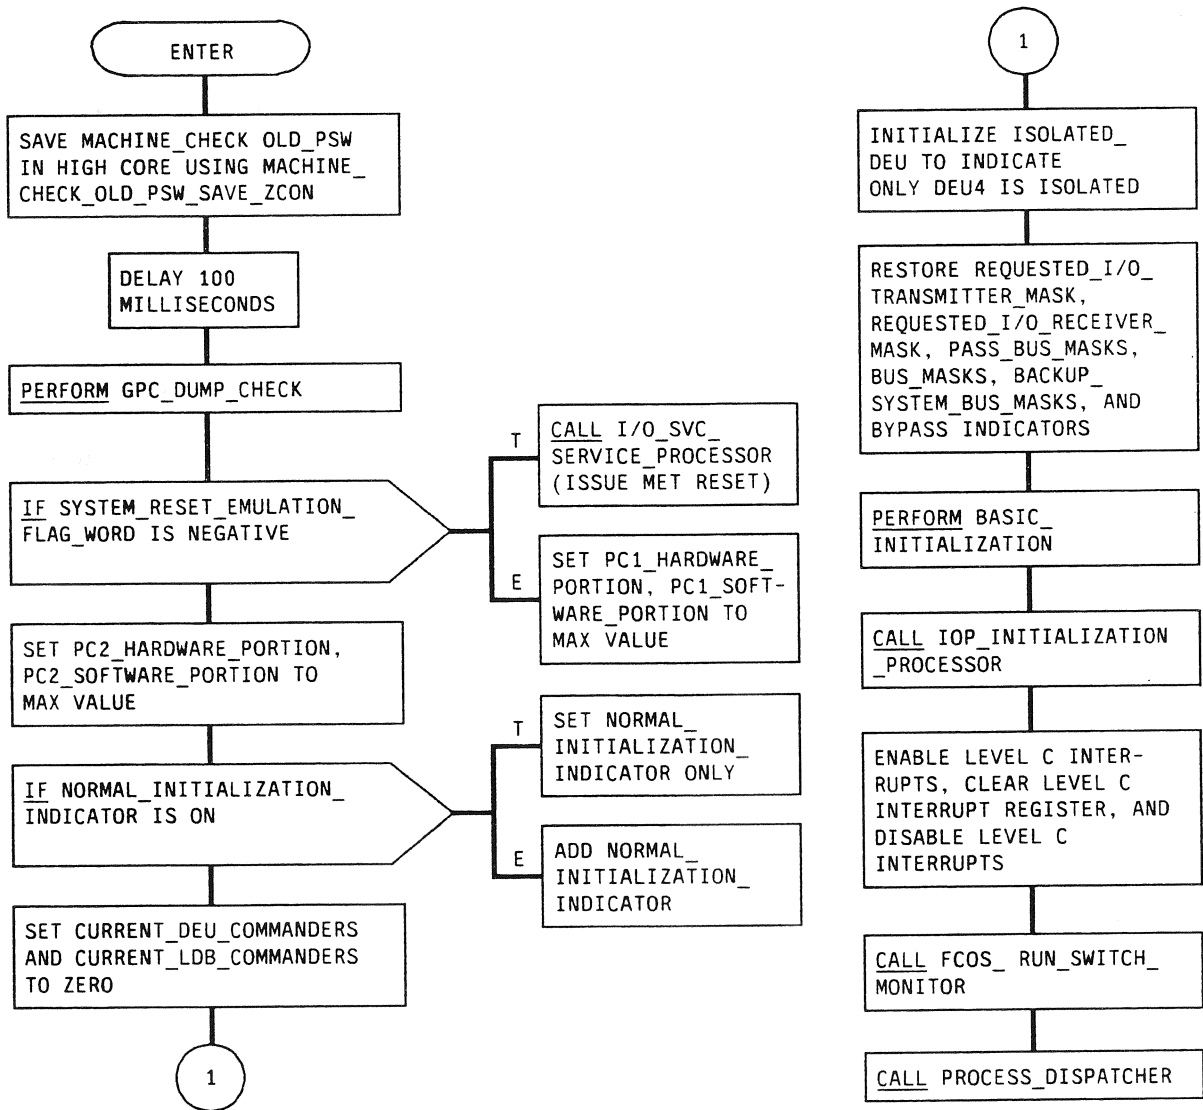 ENTER
SAVE MACHINE_CHECK OLD_PSW
IN HIGH CORE USING MACHINE_
CHECK_OLD_PSW_SAVE_ZCON
DELAY 100
MILLISECONDS
PERFORM GPC_DUMP_CHECK
IF SYSTEM_RESET_EMULATION_
FLAG_WORD IS NEGATIVE
T
CALL I/O_SVC_
SERVICE_PROCESSOR
(ISSUE MET RESET)
E
SET PC1_HARDWARE_
PORTION, PC1_SOFT-
WARE_PORTION TO
MAX VALUE
SET PC2_HARDWARE_PORTION,
PC2_SOFTWARE_PORTION TO
MAX VALUE
IF NORMAL_INITIALIZATION_
INDICATOR IS ON
T
SET NORMAL_
INITIALIZATION_
INDICATOR ONLY
E
ADD NORMAL_
INITIALIZATION_
INDICATOR
SET CURRENT_DEU_COMMANDERS
AND CURRENT_LDB_COMMANDERS
TO ZERO
1
1
INITIALIZE ISOLATED_
DEU TO INDICATE
ONLY DEU4 IS ISOLATED
RESTORE REQUESTED_I/O_
TRANSMITTER_MASK,
REQUESTED_I/O_RECEIVER_
MASK, PASS_BUS_MASKS,
BUS_MASKS, BACKUP_
SYSTEM_BUS_MASKS, AND
BYPASS INDICATORS
PERFORM BASIC_
INITIALIZATION
CALL IOP_INITIALIZATION
_PROCESSOR
ENABLE LEVEL C INTER-
RUPTS, CLEAR LEVEL C
INTERRUPT REGISTER, AND
DISABLE LEVEL C
INTERRUPTS
CALL FCOS_ RUN_SWITCH_
MONITOR
CALL PROCESS_DISPATCHER